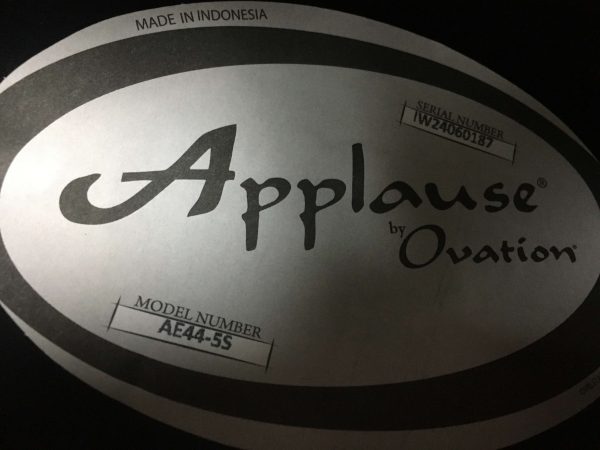 MADE IN INDONESIA
SERIAL NUMBER
IW24060187
Applause®
by
Ovation®
MODEL NUMBER
AE44-5S